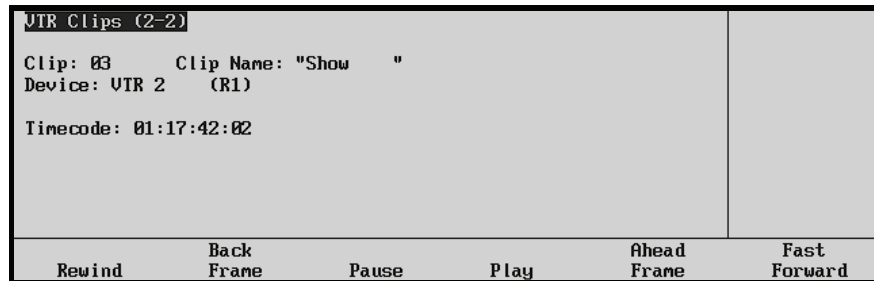 VTR Clips (2-2)
Clip: 03 Clip Name: "Show "
Device: VTR 2 (R1)
Timecode: 01:17:42:02
Rewind
Back
Frame
Pause
Play
Ahead
Frame
Fast
Forward